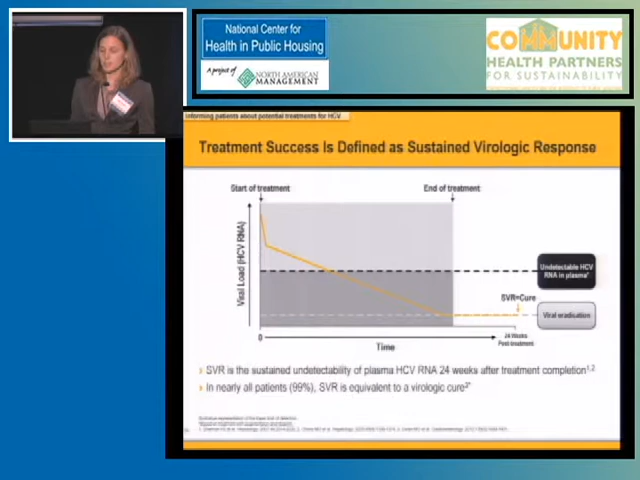 National Center for
Health in Public Housing
A project of
NORTH AMERICAN
MANAGEMENT
COMMUNITY
HEALTH PARTNERS
FOR SUSTAINABILITY
Informing patients about potential treatments for HCV
Treatment Success Is Defined as Sustained Virologic Response
Start of treatment
End of treatment
Viral Load (HCV RNA)
Undetectable HCV
RNA in plasma*
SVR=Cure
Viral eradication
0
24 Weeks
Post-treatment
Time
SVR is the sustained undetectability of plasma HCV RNA 24 weeks after treatment completion1,2
In nearly all patients (99%), SVR is equivalent to a virologic cure